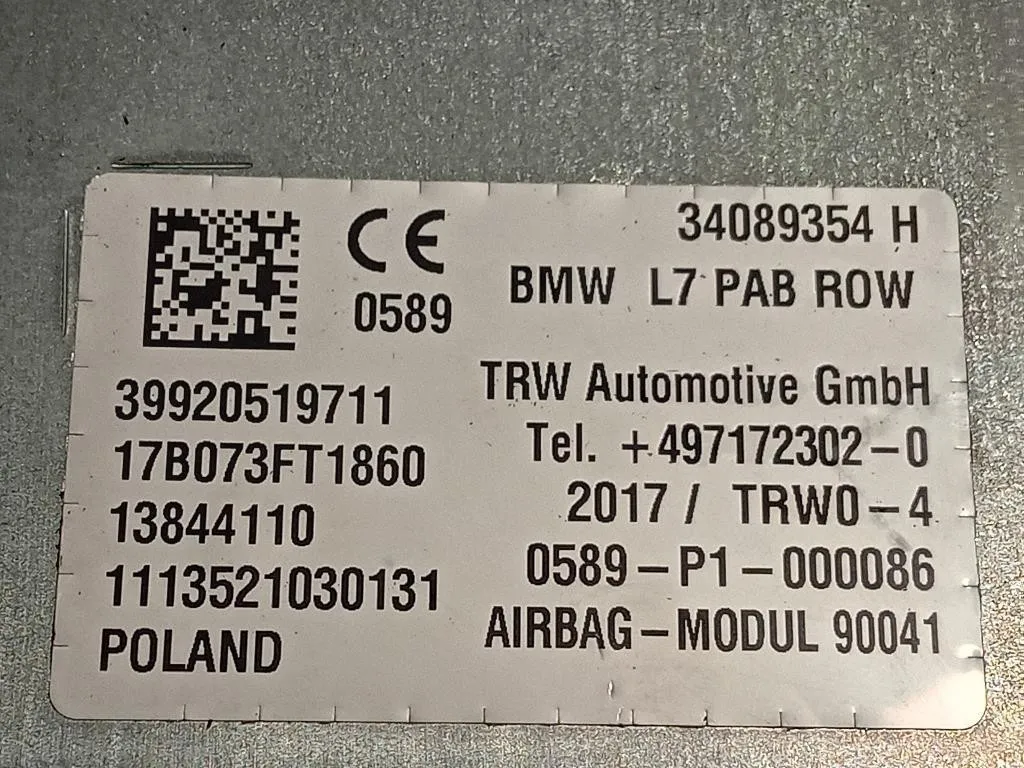 CE
0589
34089354 H
BMW L7 PAB ROW
39920519711
17B073FT1860
13844110
1113521030131
POLAND
TRW Automotive GmbH
Tel. +497172302-0
2017 / TRW0-4
0589-P1-000086
AIRBAG-MODUL 90041